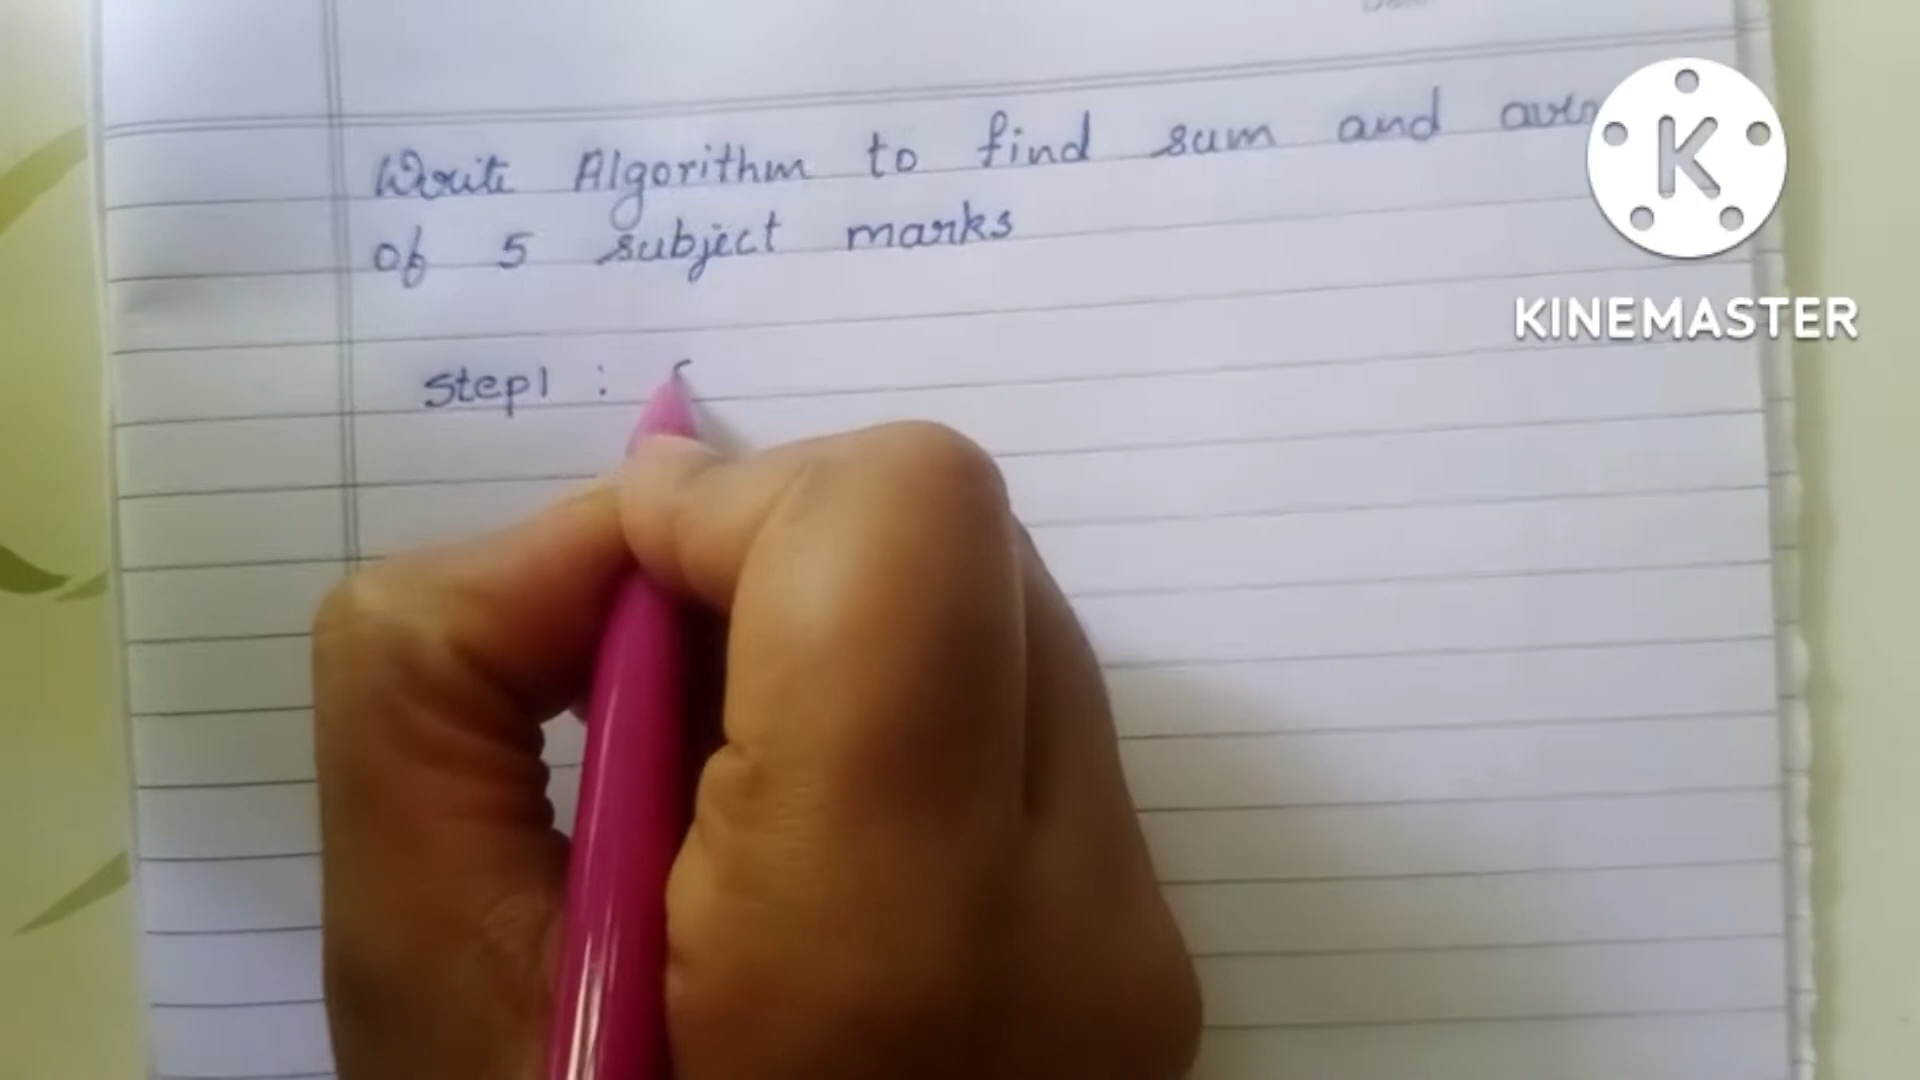 Write Algorithm to find sum and
of 5 subject marks
Step1 :
KINEMASTER